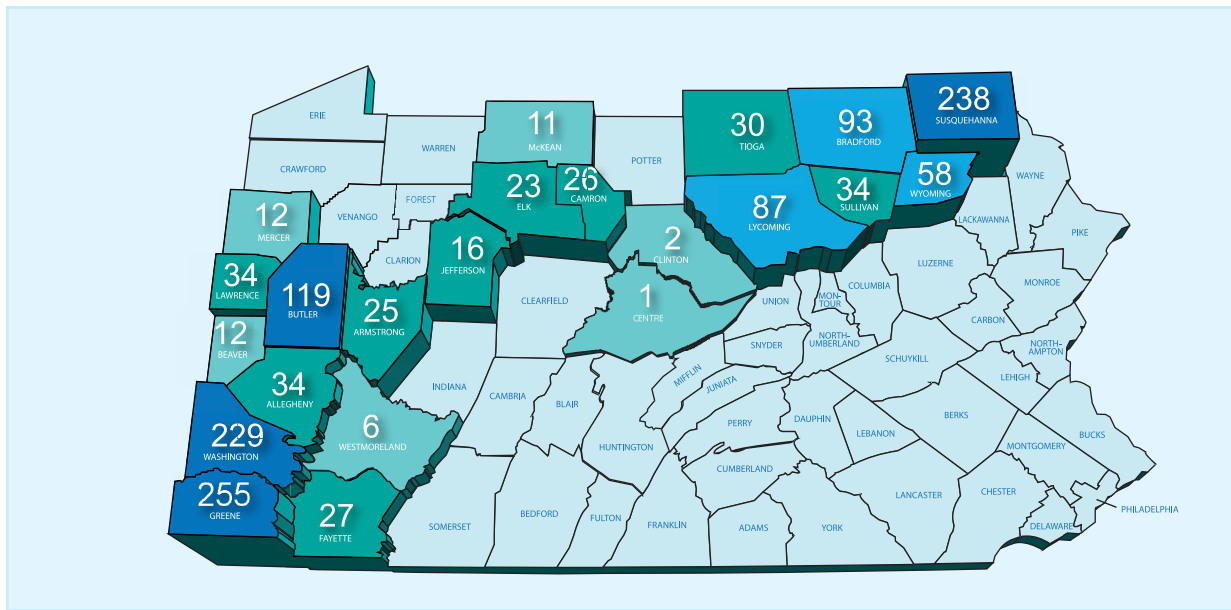 ERIE
CRAWFORD
WARREN
11
McKEAN
POTTER
30
TIOGA
93
BRADFORD
238
SUSQUEHANNA
WAYNE
12
MERCER
VENANGO
FOREST
23
ELK
26
CAMRON
87
LYCOMING
34
SULLIVAN
58
WYOMING
LACKAWANNA
PIKE
34
LAWRENCE
119
BUTLER
CLARION
16
JEFFERSON
2
CLINTON
LUZERNE
MONROE
12
BEAVER
25
ARMSTRONG
CLEARFIELD
1
CENTRE
UNION
MON-
TOUR
COLUMBIA
CARBON
34
ALLEGHENY
INDIANA
SNYDER
NORTH-
UMBERLAND
SCHUYKILL
NORTH-
AMPTON
LEHIGH
229
WASHINGTON
6
WESTMORELAND
CAMBRIA
BLAIR
HUNTINGTON
MIFFLIN
JUNIATA
PERRY
DAUPHIN
LEBANON
BERKS
MONTGOMERY
BUCKS
255
GREENE
27
FAYETTE
SOMERSET
BEDFORD
FULTON
FRANKLIN
CUMBERLAND
ADAMS
YORK
LANCASTER
CHESTER
DELAWARE
PHILADELPHIA